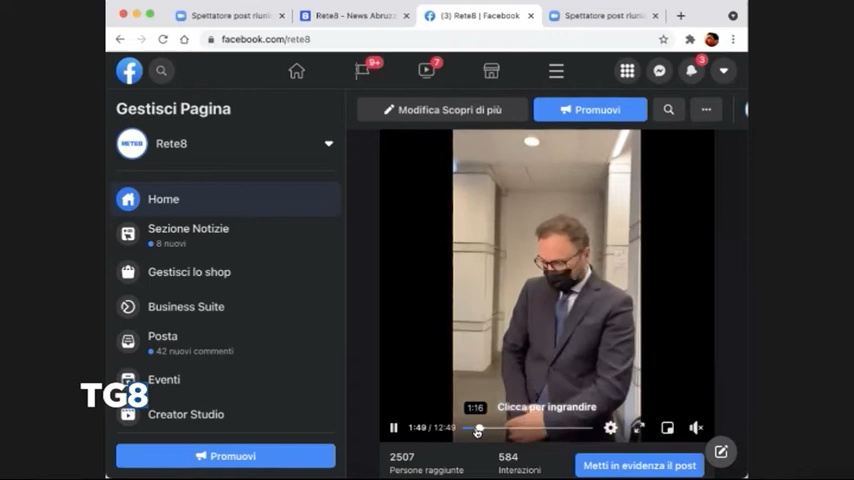 Spettatore post riuni
Rete8 - News Abruzz
(3) Rete8 | Facebook
Spettatore post riuni
facebook.com/rete8
9+
7
3
Gestisci Pagina
Modifica Scopri di più
Promuovi
RETE8
Rete8
Home
Sezione Notizie
8 nuovi
Gestisci lo shop
Business Suite
Posta
42 nuovi commenti
Eventi
TG8
Creator Studio
Promuovi
1:16
Clicca per ingrandire
1:49 / 12:49
2507
584
Persone raggiunte
Interazioni
Metti in evidenza il post